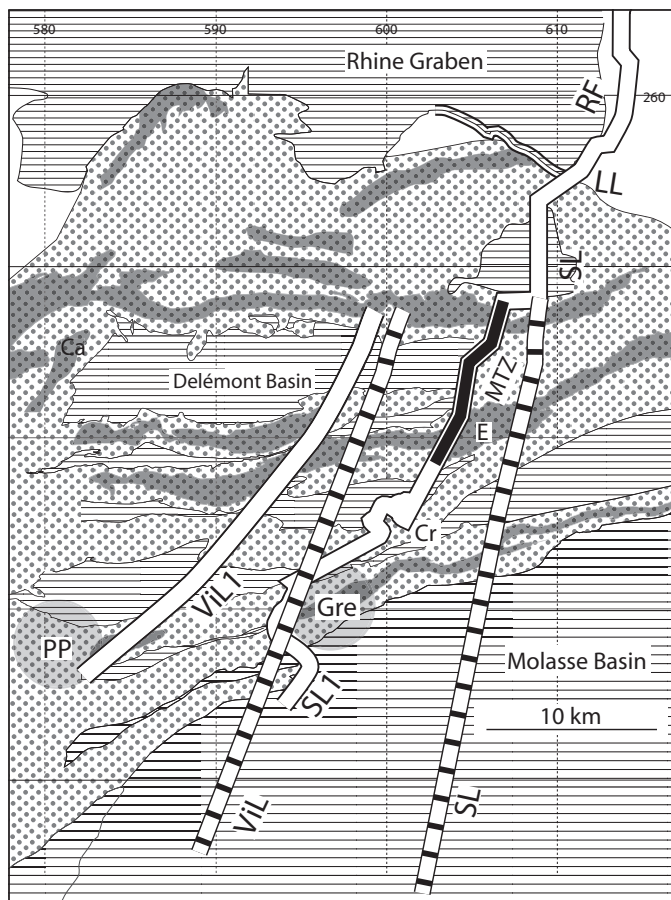 580
590
600
610
Rhine Graben
260
RF
LL
SL
Ca
Delémont Basin
MTZ
E
Cr
ViL1
Gre
PP
SL1
Molasse Basin
10 km
ViL
SL